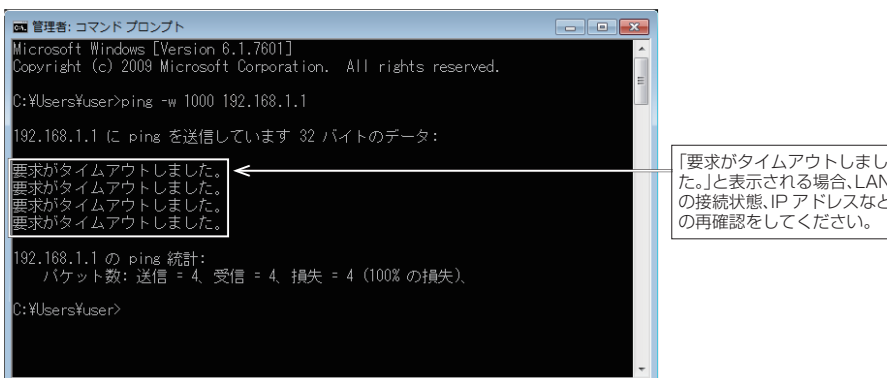 管理者: コマンド プロンプト
Microsoft Windows [Version 6.1.7601]
Copyright (c) 2009 Microsoft Corporation.  All rights reserved.
C:¥Users¥user>ping -w 1000 192.168.1.1
192.168.1.1 に ping を送信しています 32 バイトのデータ:
要求がタイムアウトしました。
要求がタイムアウトしました。
要求がタイムアウトしました。
要求がタイムアウトしました。
192.168.1.1 の ping 統計:
パケット数: 送信 = 4、受信 = 4、損失 = 4 (100% の損失)、
C:¥Users¥user>
「要求がタイムアウトしまし
た。」と表示される場合、LAN
の接続状態、IP アドレスなど
の再確認をしてください。